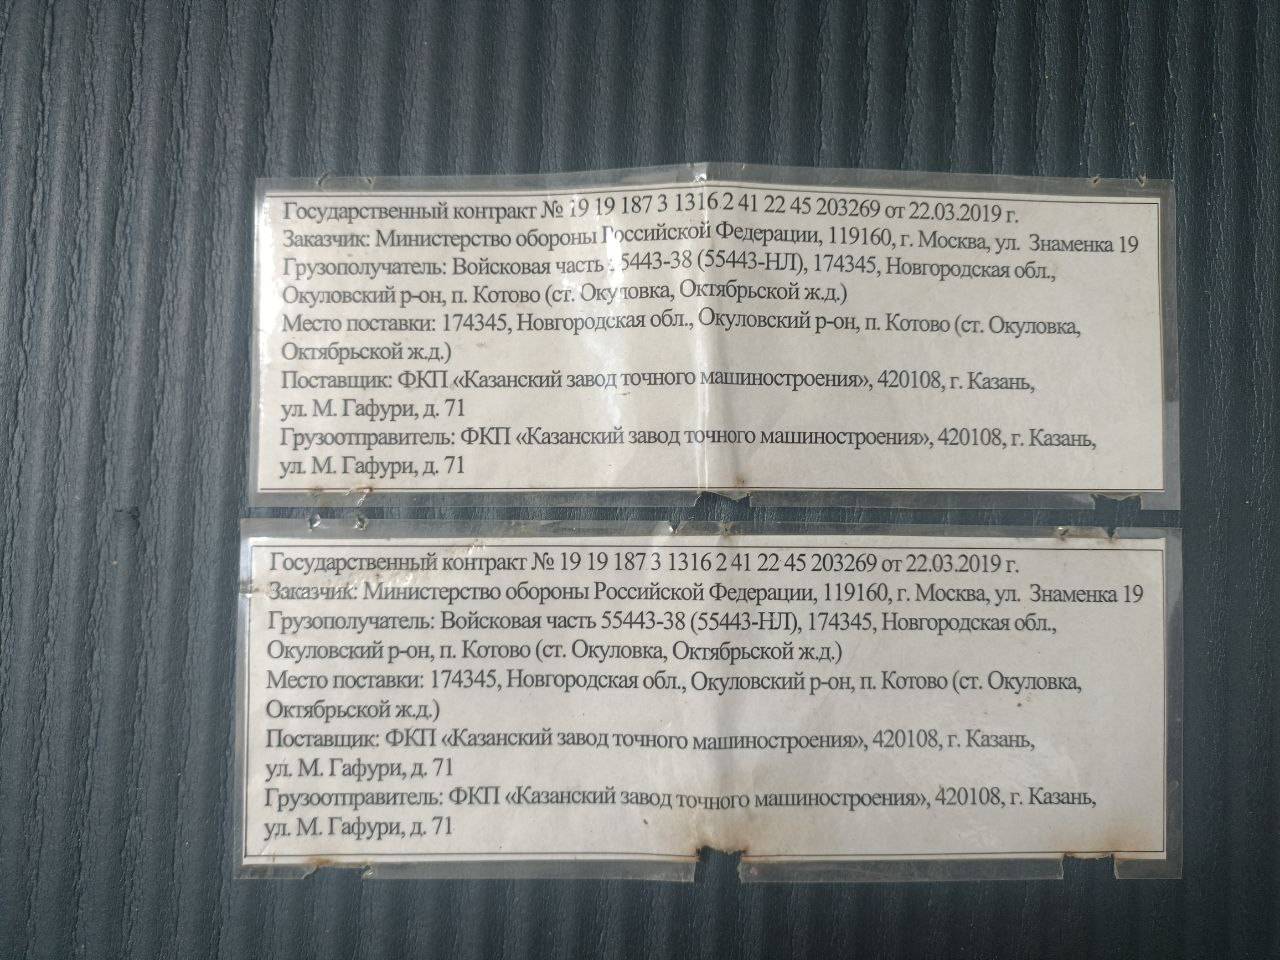 Государственный контракт № 19 19 187 3 1316 2 41 22 45 203269 от 22.03.2019 г.
Заказчик: Министерство обороны Российской Федерации, 119160, г. Москва, ул. Знаменка 19
Грузополучатель: Войсковая часть 55443-38 (55443-НЛ), 174345, Новгородская обл.,
Окуловский р-он, п. Котово (ст. Окуловка, Октябрьской ж.д.)
Место поставки: 174345, Новгородская обл., Окуловский р-он, п. Котово (ст. Окуловка,
Октябрьской ж.д.)
Поставщик: ФКП «Казанский завод точного машиностроения», 420108, г. Казань,
ул. М. Гафури, д. 71
Грузоотправитель: ФКП «Казанский завод точного машиностроения», 420108, г. Казань,
ул. М. Гафури, д. 71
Государственный контракт № 19 19 187 3 1316 2 41 22 45 203269 от 22.03.2019 г.
Заказчик: Министерство обороны Российской Федерации, 119160, г. Москва, ул. Знаменка 19
Грузополучатель: Войсковая часть 55443-38 (55443-НЛ), 174345, Новгородская обл.,
Окуловский р-он, п. Котово (ст. Окуловка, Октябрьской ж.д.)
Место поставки: 174345, Новгородская обл., Окуловский р-он, п. Котово (ст. Окуловка,
Октябрьской ж.д.)
Поставщик: ФКП «Казанский завод точного машиностроения», 420108, г. Казань,
ул. М. Гафури, д. 71
Грузоотправитель: ФКП «Казанский завод точного машиностроения», 420108, г. Казань,
ул. М. Гафури, д. 71